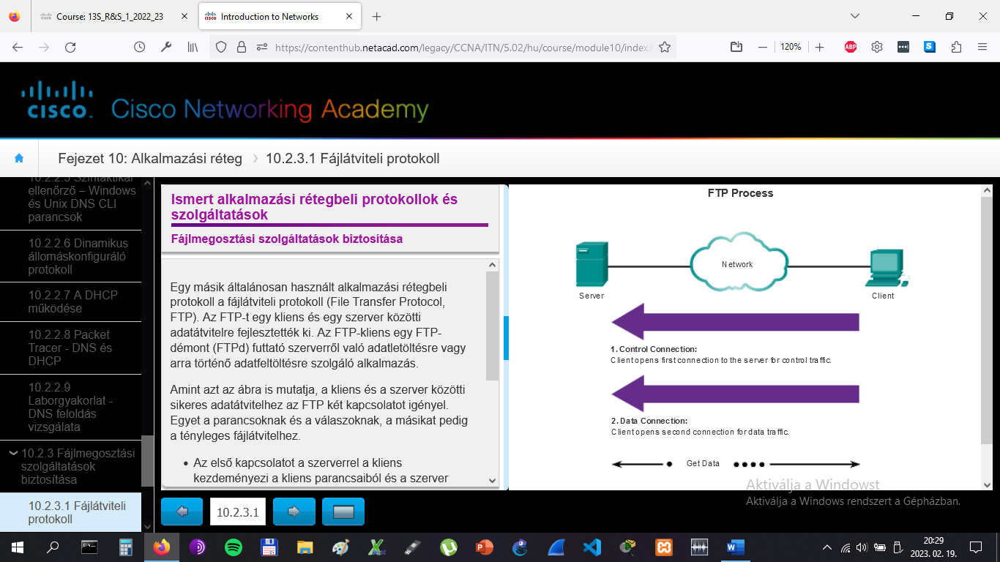 Course: 13S_R&S_1_2022_23
Introduction to Networks
https://contenthub.netacad.com/legacy/CCNA/ITN/5.02/hu/course/module10/index.
120%
ABP
S
CISCO
Cisco Networking Academy
Fejezet 10: Alkalmazási réteg
10.2.3.1 Fájlátviteli protokoll
10.2.2.5 Szintaktikai
ellenőrző – Windows
és Unix DNS CLI
parancsok
10.2.2.6 Dinamikus
állomáskonfiguráló
protokoll
10.2.2.7 A DHCP
működése
10.2.2.8 Packet
Tracer - DNS és
DHCP
10.2.2.9
Laborgyakorlat -
DNS feloldás
vizsgálata
10.2.3 Fájlmegosztási
szolgáltatások
biztosítása
10.2.3.1 Fájlátviteli
protokoll
Ismert alkalmazási rétegbeli protokollok és
szolgáltatások
Fájlmegosztási szolgáltatások biztosítása
Egy másik általánosan használt alkalmazási rétegbeli
protokoll a fájlátviteli protokoll (File Transfer Protocol,
FTP). Az FTP-t egy kliens és egy szerver közötti
adatátvitelre fejlesztették ki. Az FTP-kliens egy FTP-
démont (FTPd) futtató szerverről való adatletöltésre vagy
arra történő adatfeltöltésre szolgáló alkalmazás.
Amint azt az ábra is mutatja, a kliens és a szerver közötti
sikeres adatátvitelhez az FTP két kapcsolatot igényel.
Egyet a parancsoknak és a válaszoknak, a másikat pedig
a tényleges fájlátvitelhez.
• Az első kapcsolatot a szerverrel a kliens
kezdeményezi a kliens parancsaiból és a szerver
10.2.3.1
FTP Process
Network
Server
Client
1. Control Connection:
Client opens first connection to the server for control traffic.
2. Data Connection:
Client opens second connection for data traffic.
Get Data
Aktiválja a Windowst
Aktiválja a Windows rendszert a Gépházban.
20:29
2023. 02. 19.